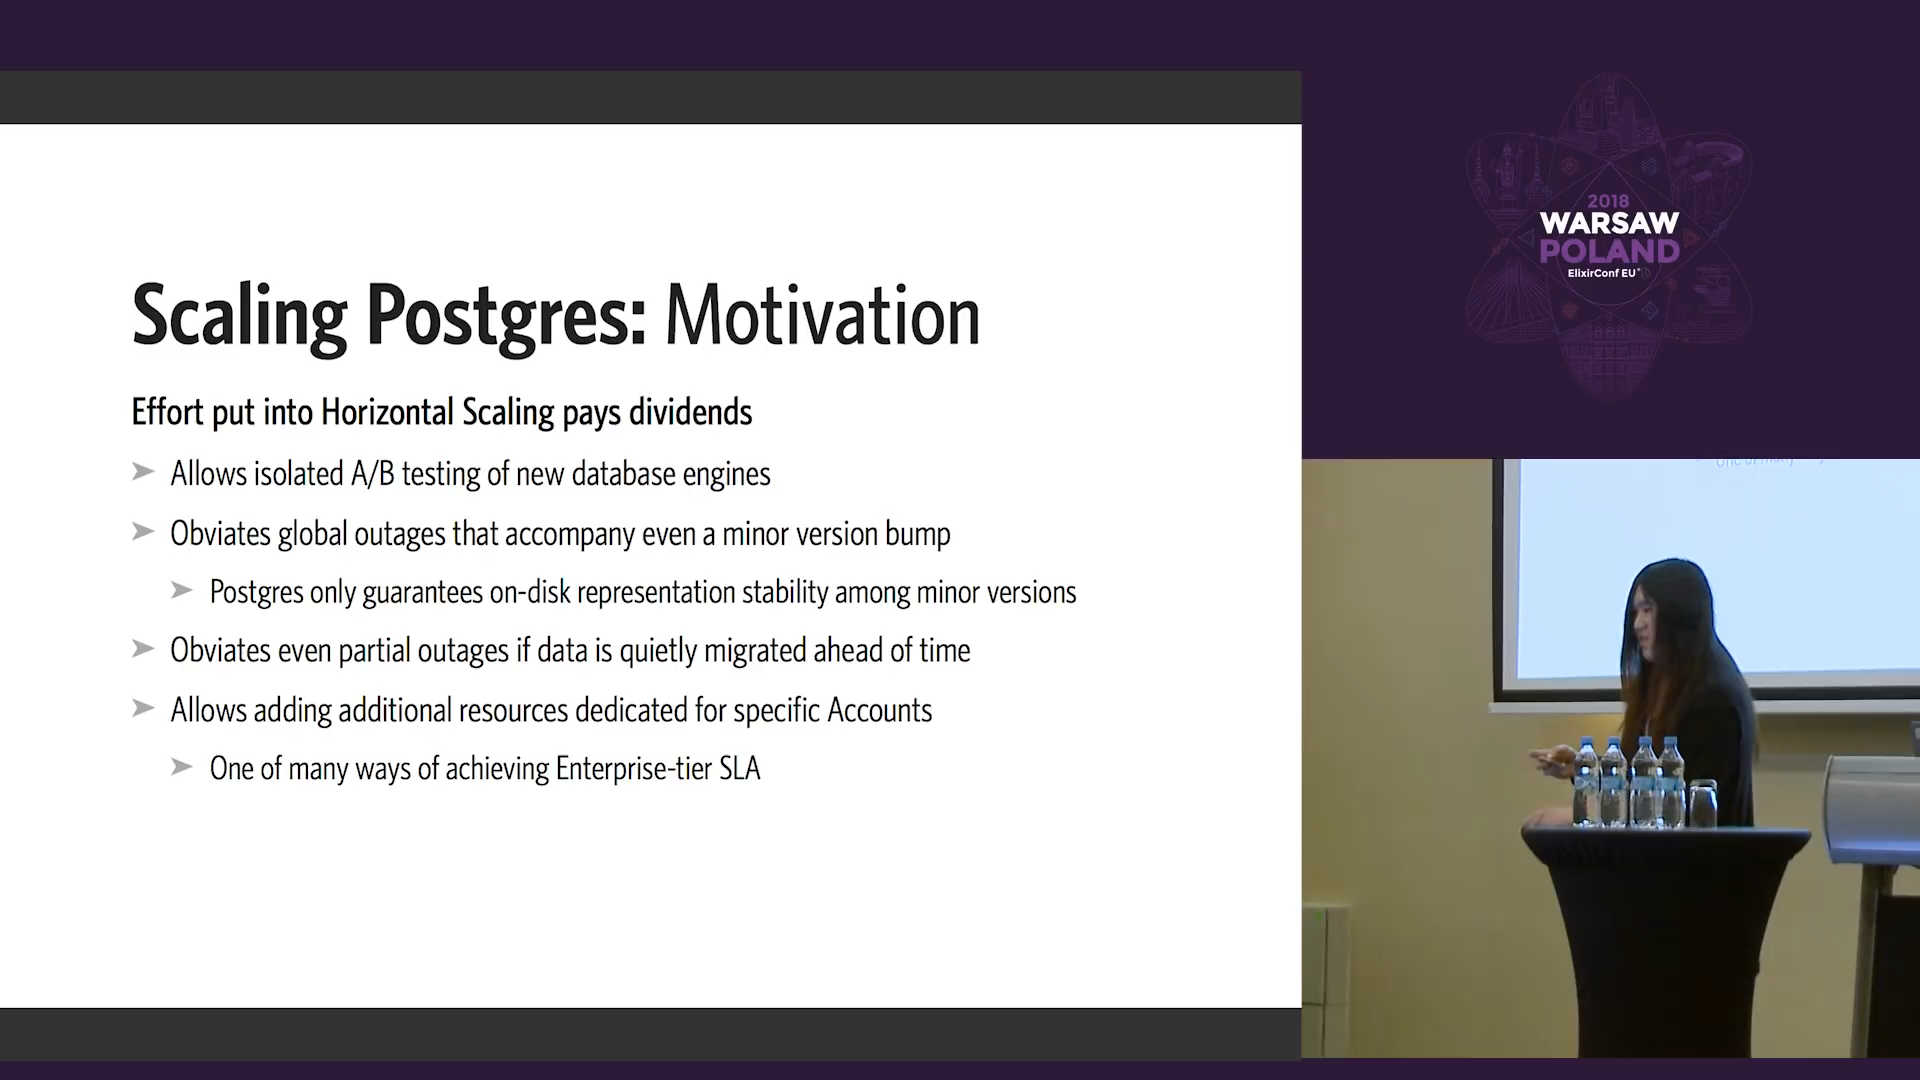 Scaling Postgres: Motivation
Effort put into Horizontal Scaling pays dividends
Allows isolated A/B testing of new database engines
Obviates global outages that accompany even a minor version bump
Postgres only guarantees on-disk representation stability among minor versions
Obviates even partial outages if data is quietly migrated ahead of time
Allows adding additional resources dedicated for specific Accounts
One of many ways of achieving Enterprise-tier SLA
2018
WARSAW
POLAND
ElixirConf EU
One of many